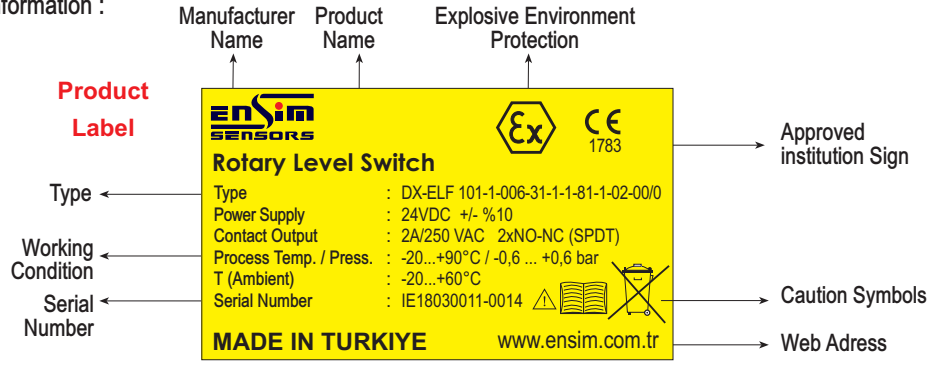 nformation :
Manufacturer Name
Product Name
Explosive Environment Protection
Product Label
ensim
SENSORS
Ex
CE
1783
Approved institution Sign
Rotary Level Switch
Type
Type : DX-ELF 101-1-006-31-1-1-81-1-02-00/0
Power Supply : 24VDC +/- %10
Contact Output : 2A/250 VAC 2xNO-NC (SPDT)
Working Condition
Process Temp. / Press. : -20...+90°C / -0,6 ... +0,6 bar
T (Ambient) : -20...+60°C
Serial Number
Serial Number : IE18030011-0014
Caution Symbols
MADE IN TURKIYE
www.ensim.com.tr
Web Adress